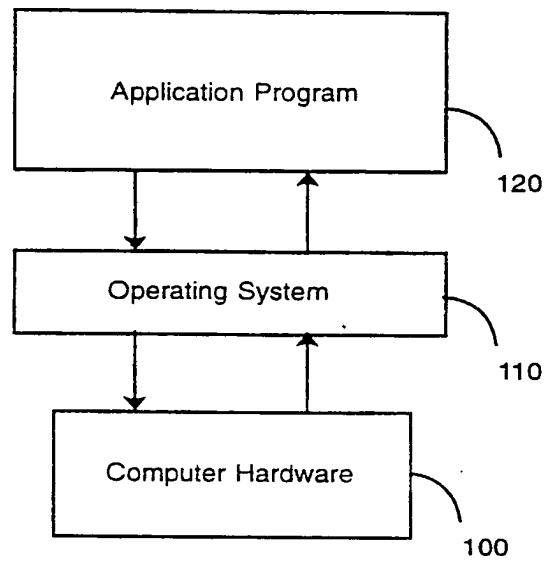 Application Program
120
Operating System
110
Computer Hardware
100